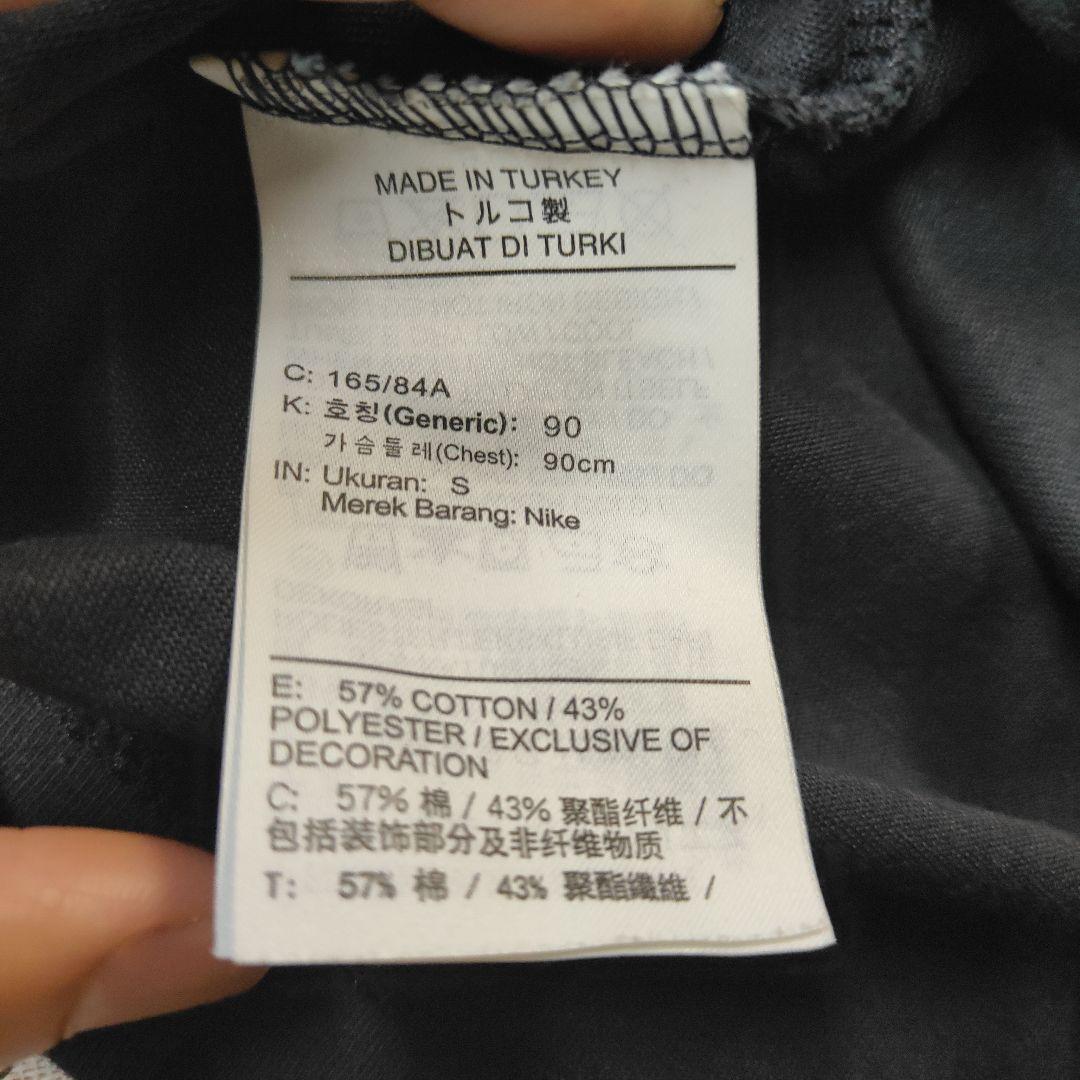 MADE IN TURKEY
トルコ製
DIBUAT DI TURKI
C: 165/84A
K: 호칭(Generic): 90
가슴둘레(Chest): 90cm
IN: Ukuran: S
Merek Barang: Nike
E: 57% COTTON / 43%
POLYESTER / EXCLUSIVE OF
DECORATION
C: 57% 棉 / 43% 聚酯纤维 / 不
包括装饰部分及非纤维物质
T: 57% 棉 / 43% 聚酯纖維 /